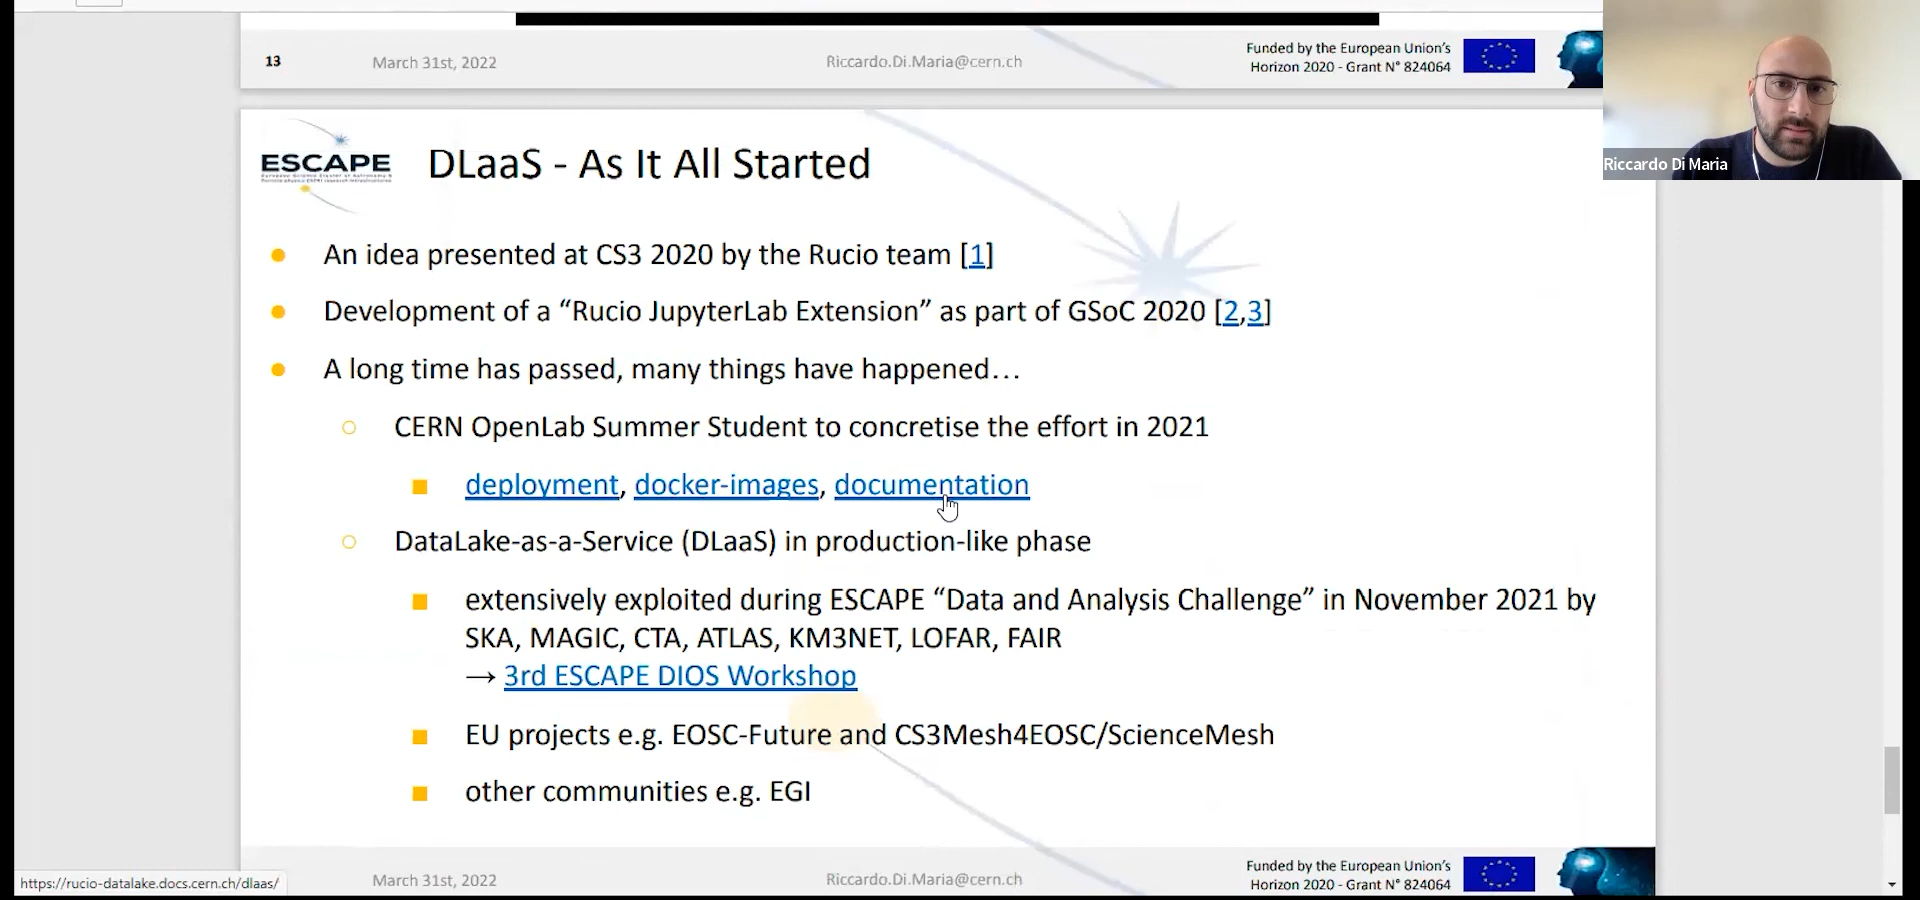 13
March 31st, 2022
Riccardo.Di.Maria@cern.ch
Funded by the European Union's
Horizon 2020 - Grant N° 824064
Riccardo Di Maria
ESCAPE
DLaaS - As It All Started
● An idea presented at CS3 2020 by the Rucio team [1]
● Development of a “Rucio JupyterLab Extension” as part of GSoC 2020 [2,3]
● A long time has passed, many things have happened…
○ CERN OpenLab Summer Student to concretise the effort in 2021
■ deployment, docker-images, documentation
○ DataLake-as-a-Service (DLaaS) in production-like phase
■ extensively exploited during ESCAPE “Data and Analysis Challenge” in November 2021 by
SKA, MAGIC, CTA, ATLAS, KM3NET, LOFAR, FAIR
→ 3rd ESCAPE DIOS Workshop
■ EU projects e.g. EOSC-Future and CS3Mesh4EOSC/ScienceMesh
■ other communities e.g. EGI
https://rucio-datalake.docs.cern.ch/dlaas/
March 31st, 2022
Riccardo.Di.Maria@cern.ch
Funded by the European Union's
Horizon 2020 - Grant N° 824064